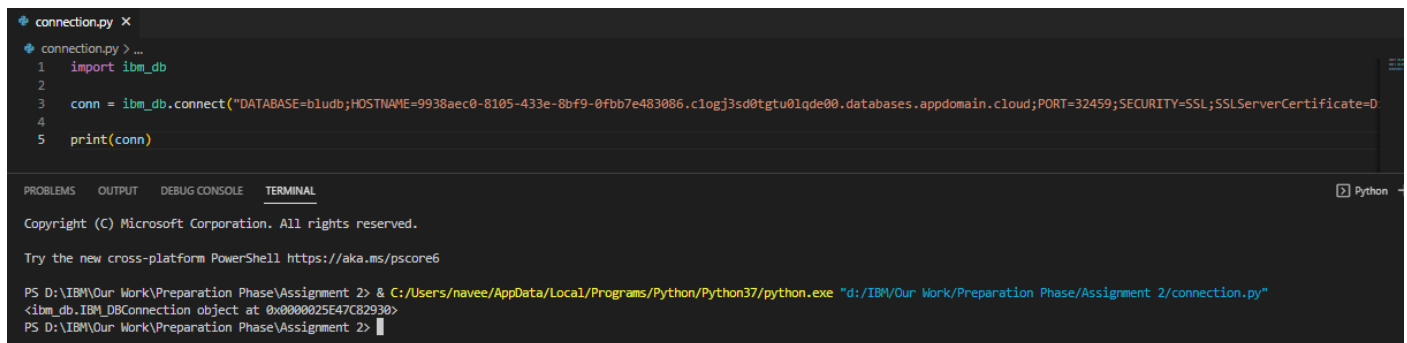 connection.py ×
connection.py > ...
1 import ibm_db
2
3 conn = ibm_db.connect("DATABASE=bludb;HOSTNAME=9938aec0-8105-433e-8bf9-0fbb7e483086.c1ogj3sd0tgtu0lqde00.databases.appdomain.cloud;PORT=32459;SECURITY=SSL;SSLServerCertificate=D
4
5 print(conn)
PROBLEMS OUTPUT DEBUG CONSOLE TERMINAL
Python
Copyright (C) Microsoft Corporation. All rights reserved.
Try the new cross-platform PowerShell https://aka.ms/pscore6
PS D:\IBM\Our Work\Preparation Phase\Assignment 2> & C:/Users/navee/AppData/Local/Programs/Python/Python37/python.exe "d:/IBM/Our Work/Preparation Phase/Assignment 2/connection.py"
<ibm_db.IBM_DBConnection object at 0x0000025E47C82930>
PS D:\IBM\Our Work\Preparation Phase\Assignment 2>